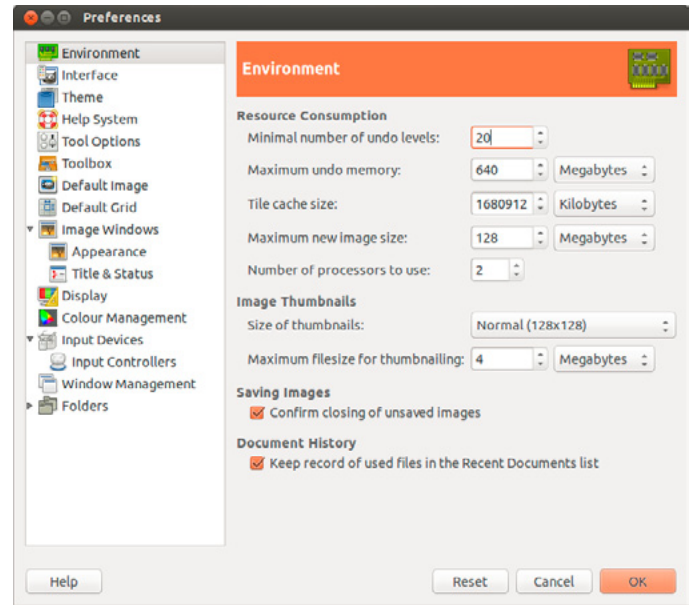 Preferences
Environment
Interface
Theme
Help System
Tool Options
Toolbox
Default Image
Default Grid
Image Windows
Appearance
Title & Status
Display
Colour Management
Input Devices
Input Controllers
Window Management
Folders
Environment
Resource Consumption
Minimal number of undo levels: 20
Maximum undo memory: 640 Megabytes
Tile cache size: 1680912 Kilobytes
Maximum new image size: 128 Megabytes
Number of processors to use: 2
Image Thumbnails
Size of thumbnails: Normal (128x128)
Maximum filesize for thumbnailing: 4 Megabytes
Saving Images
Confirm closing of unsaved images
Document History
Keep record of used files in the Recent Documents list
Help Reset Cancel OK